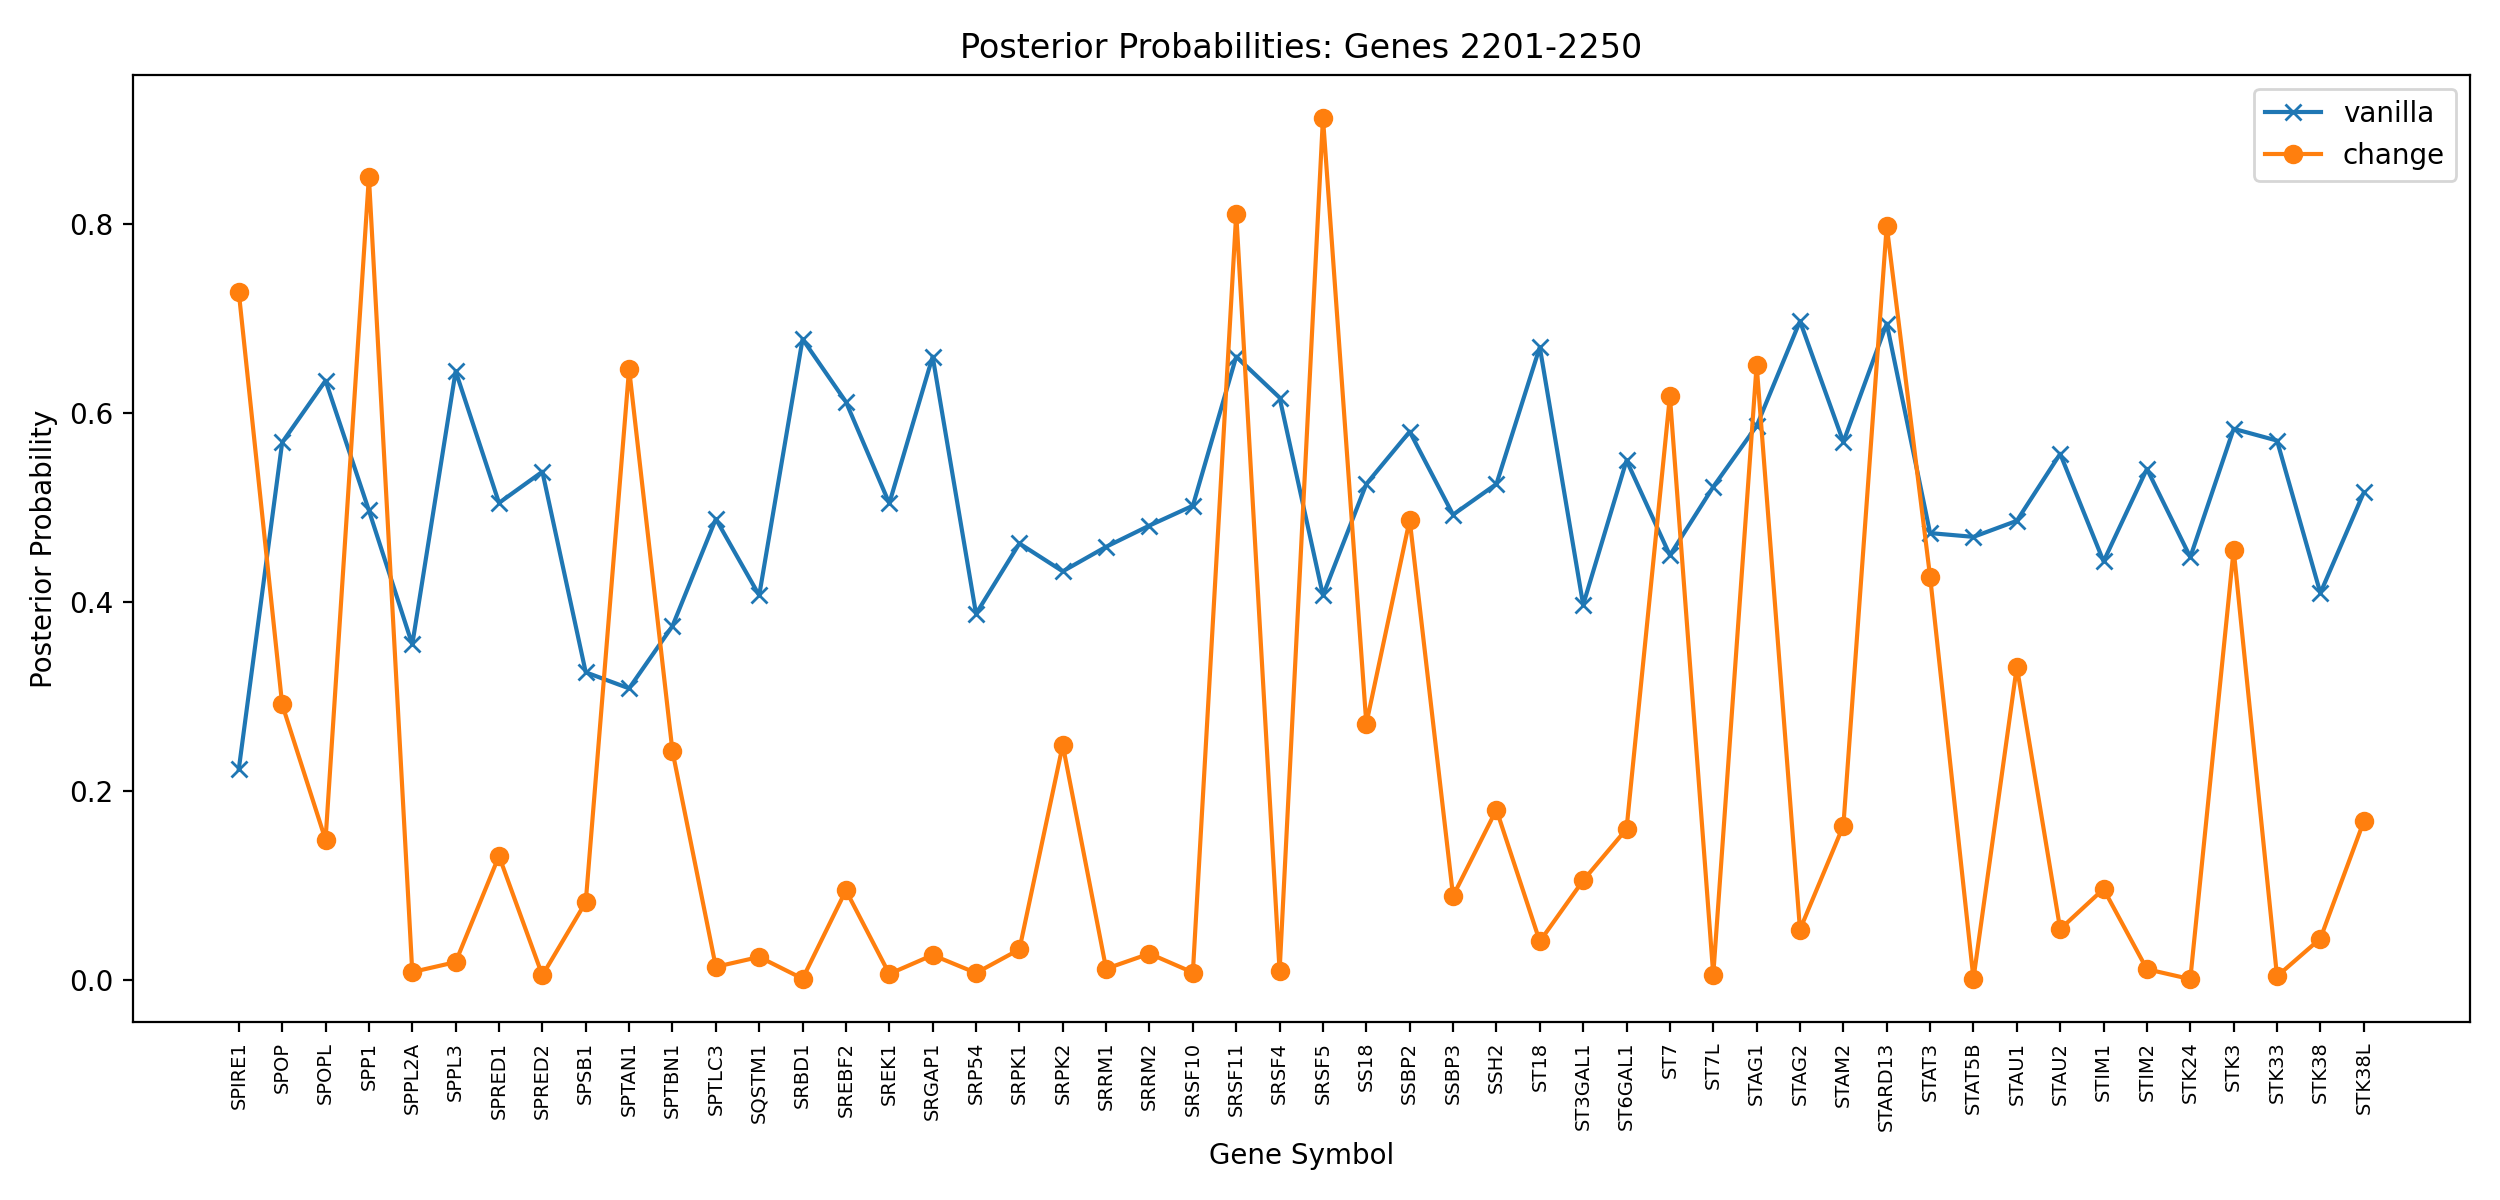 Posterior Probabilities: Genes 2201-2250
vanilla
change
Posterior Probability
0.8
0.6
0.4
0.2
0.0
SPIRE1
SPOP
SPOPL
SPP1
SPPL2A
SPPL3
SPRED1
SPRED2
SPSB1
SPTAN1
SPTBN1
SPTLC3
SQSTM1
SRBD1
SREBF2
SREK1
SRGAP1
SRP54
SRPK1
SRPK2
SRRM1
SRRM2
SRSF10
SRSF11
SRSF4
SRSF5
SS18
SSBP2
SSBP3
SSH2
ST18
ST3GAL1
ST6GAL1
ST7
ST7L
STAG1
STAG2
STAM2
STARD13
STAT3
STAT5B
STAU1
STAU2
STIM1
STIM2
STK24
STK3
STK33
STK38
STK38L
Gene Symbol